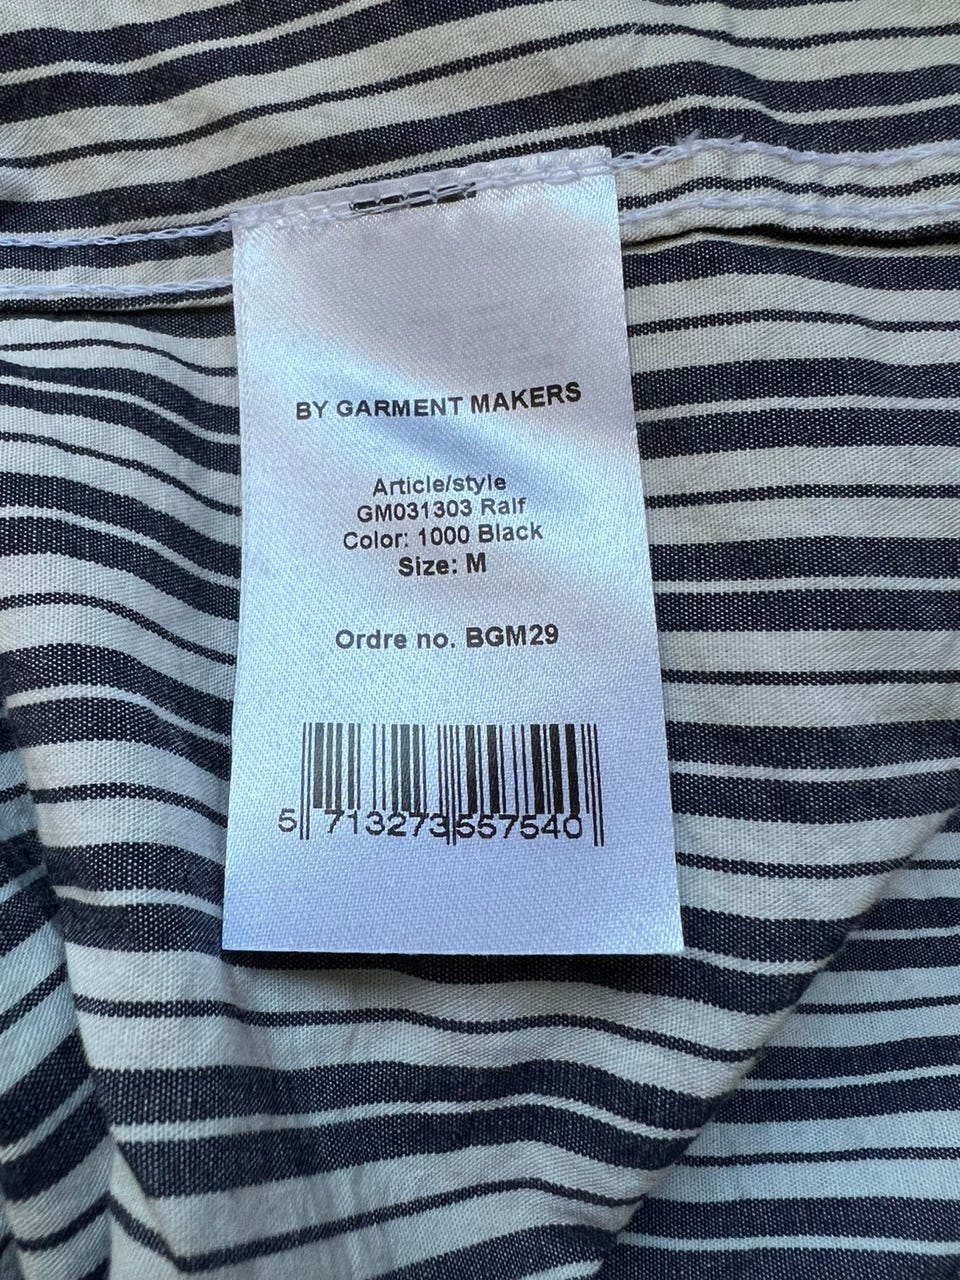 BY GARMENT MAKERS
Article/style
GM031303 Ralf
Color: 1000 Black
Size: M
Ordre no. BGM29
5 713273 557540